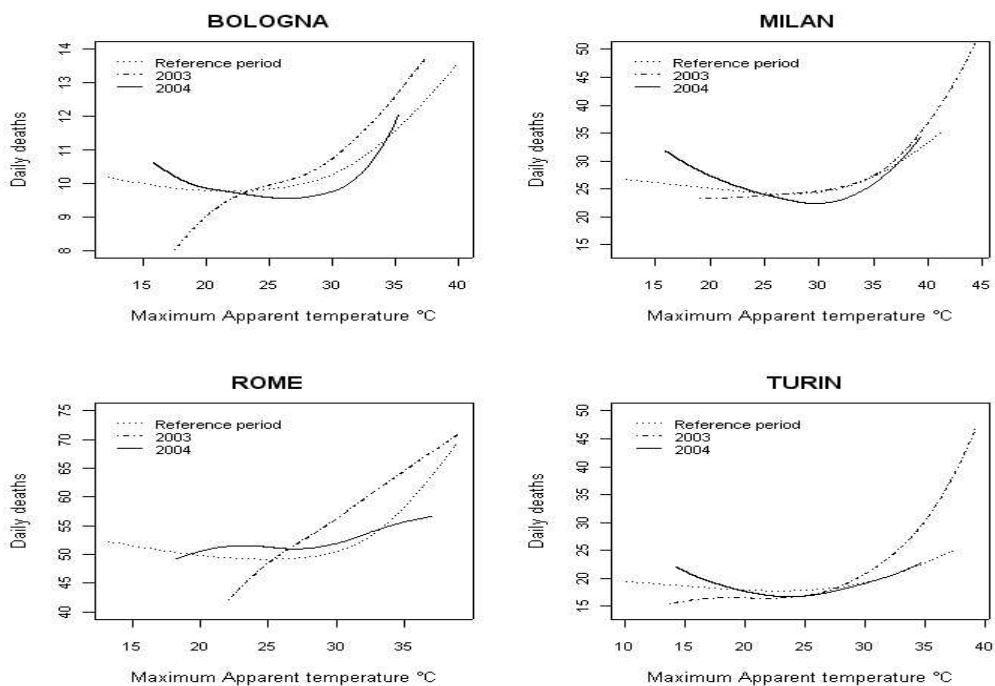 BOLOGNA
Reference period
2003
2004
Daily deaths
14
13
12
11
10
9
8
15 20 25 30 35 40
Maximum Apparent temperature °C
MILAN
Reference period
2003
2004
Daily deaths
50
45
40
35
30
25
20
15
15 20 25 30 35 40 45
Maximum Apparent temperature °C
ROME
Reference period
2003
2004
Daily deaths
75
70
65
60
55
50
45
40
15 20 25 30 35
Maximum Apparent temperature °C
TURIN
Reference period
2003
2004
Daily deaths
50
45
40
35
30
25
20
15
10 15 20 25 30 35 40
Maximum Apparent temperature °C